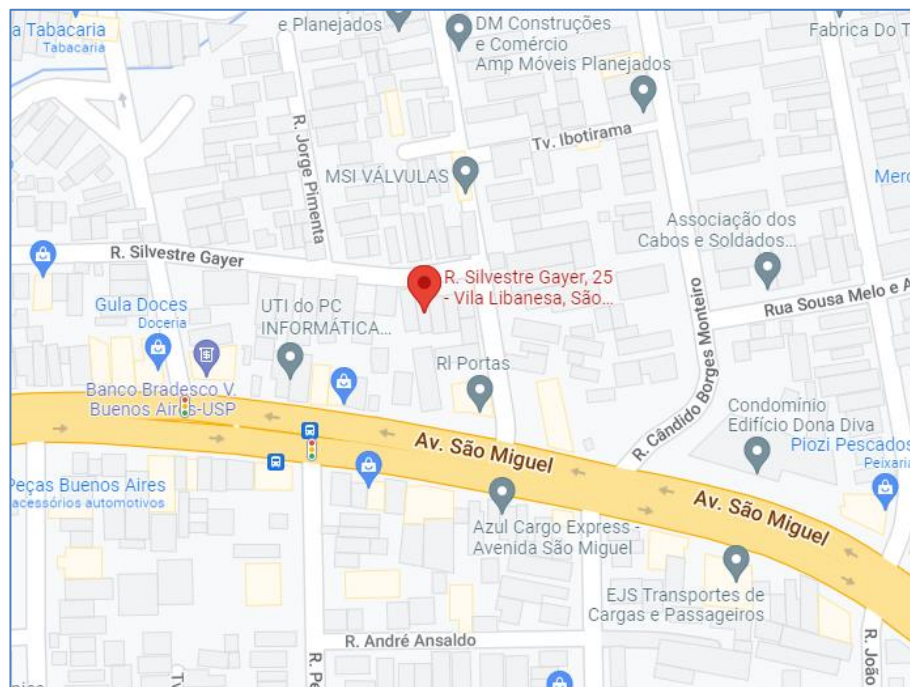 a Tabacaria
Tabacaria
e Planejados
DM Construções
e Comércio
Amp Móveis Planejados
Fabrica Do T
R. Jorge Pimenta
Tv. Ibotirama
MSI VÁLVULAS
Merc
Associação dos
Cabos e Soldados...
R. Silvestre Gayer
R. Silvestre Gayer, 25
- Vila Libanesa, São...
Gula Doces
Doceria
UTI do PC
INFORMÁTICA...
Rua Sousa Melo e A
R. Cândido Borges Monteiro
Banco Bradesco V.
Buenos Aires-USP
RI Portas
Condomínio
Edifício Dona Diva
Piozi Pescados
Peixaria
Av. São Miguel
Peças Buenos Aires
acessórios automotivos
Av. São Miguel
Azul Cargo Express -
Avenida São Miguel
EJS Transportes de
Cargas e Passageiros
R. André Ansaldo
R. Pe
R. João
Tv